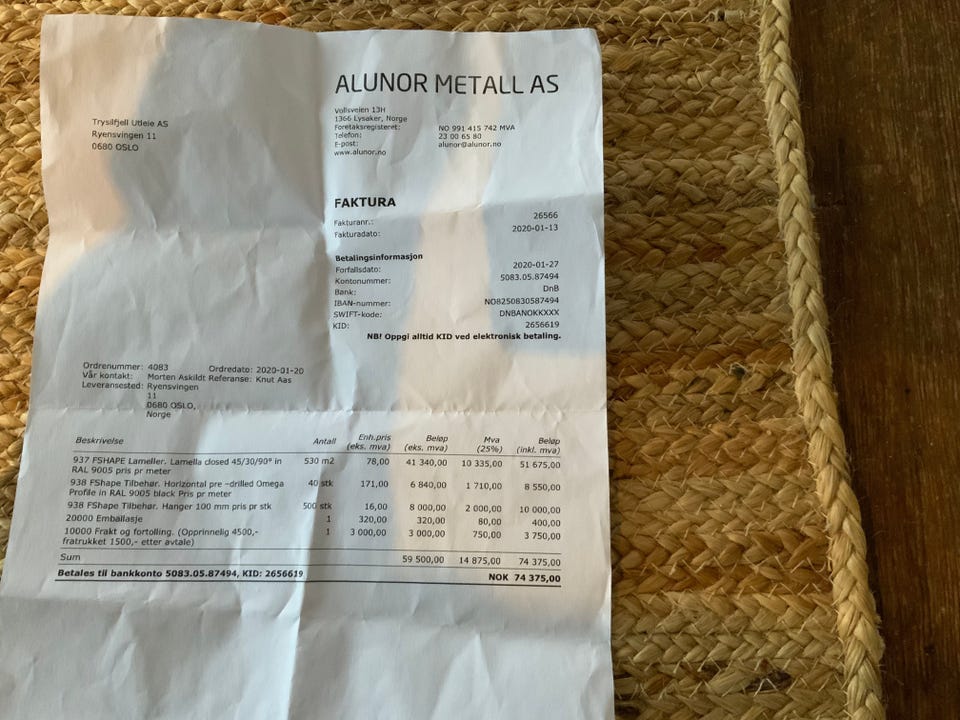 ALUNOR METALL AS
Vollsveien 13H
1366 Lysaker, Norge
Foretaksregisteret: NO 991 415 742 MVA
Telefon: 23 00 65 80
E-post: alunor@alunor.no
www.alunor.no
Trysilfjell Utleie AS
Ryensvingen 11
0680 OSLO
FAKTURA
Fakturanr.: 26566
Fakturadato: 2020-01-13
Betalingsinformasjon
Forfallsdato: 2020-01-27
Kontonummer: 5083.05.87494
Bank: DnB
IBAN-nummer: NO8250830587494
SWIFT-kode: DNBANOKKXXX
KID: 2656619
NB! Oppgi alltid KID ved elektronisk betaling.
Ordrenummer: 4083 Ordredato: 2020-01-20
Vår kontakt: Morten Askildt Referanse: Knut Aas
Leveransested: Ryensvingen
11
0680 OSLO,
Norge
Beskrivelse Antall Enh.pris (eks. mva) Beløp (eks. mva) Mva (25%) Beløp (inkl. mva)
937 FSHAPE Lameller. Lamella closed 45/30/90° in 530 m2 78,00 41 340,00 10 335,00 51 675,00
RAL 9005 pris pr meter
938 FShape Tilbehør. Horizontal pre -drilled Omega 40 stk 171,00 6 840,00 1 710,00 8 550,00
Profile in RAL 9005 black Pris pr meter
938 FShape Tilbehør. Hanger 100 mm pris pr stk 500 stk 16,00 8 000,00 2 000,00 10 000,00
20000 Emballasje 1 320,00 320,00 80,00 400,00
10000 Frakt og fortolling. (Opprinnelig 4500,- 1 3 000,00 3 000,00 750,00 3 750,00
fratrukket 1500,- etter avtale)
Sum 59 500,00 14 875,00 74 375,00
Betales til bankkonto 5083.05.87494, KID: 2656619 NOK 74 375,00